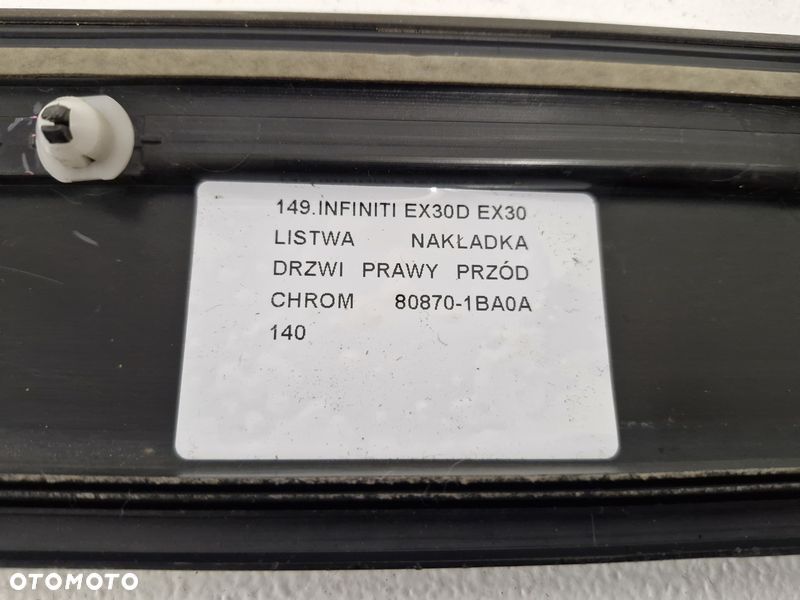 149.INFINITI EX30D EX30
LISTWA NAKŁADKA
DRZWI PRAWY PRZÓD
CHROM 80870-1BA0A
140
OTOMOTO